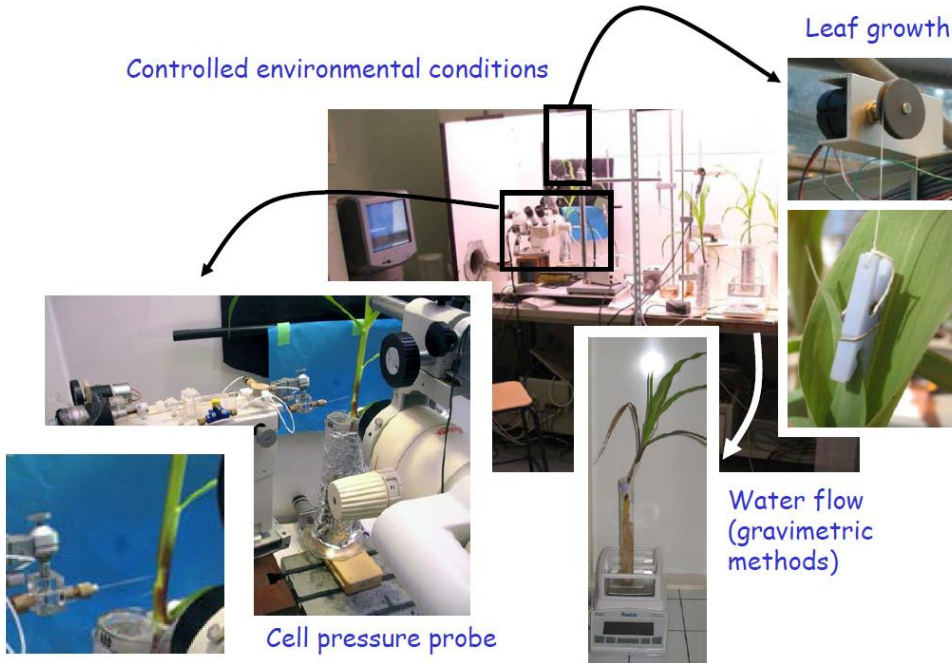 Leaf growth
Controlled environmental conditions
Water flow
(gravimetric
methods)
Cell pressure probe